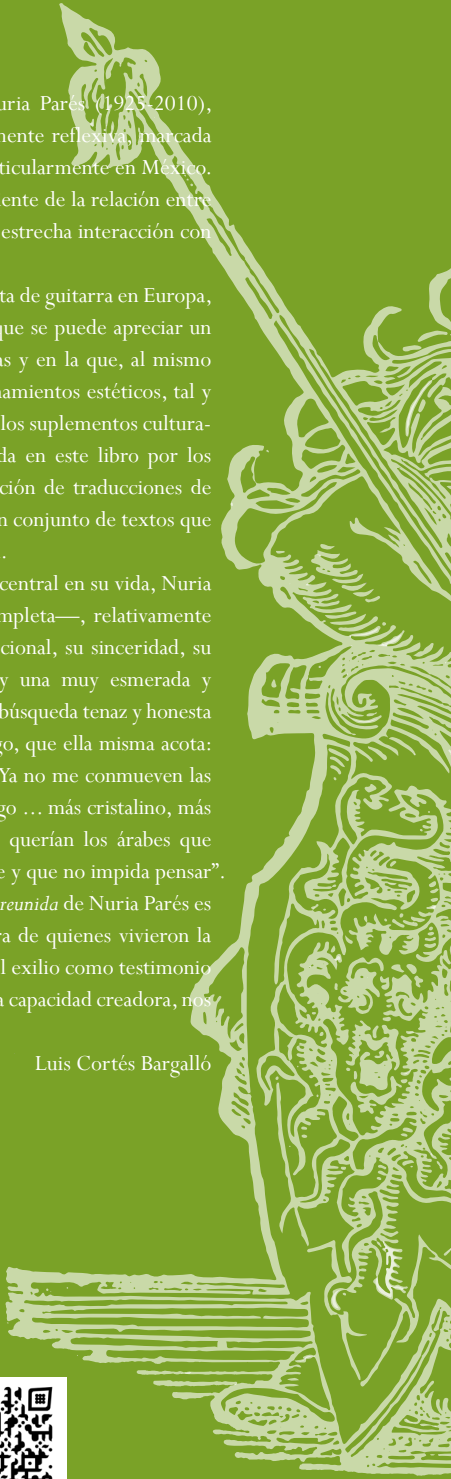 uria Parés (1925-2010),
mente reflexiva, marcada
rticularmente en México.
iente de la relación entre
estrecha interacción con
ta de guitarra en Europa,
que se puede apreciar un
as y en la que, al mismo
namientos estéticos, tal y
los suplementos cultura-
da en este libro por los
ción de traducciones de
n conjunto de textos que
.
central en su vida, Nuria
mpleta—, relativamente
cional, su sinceridad, su
y una muy esmerada y
búsqueda tenaz y honesta
go, que ella misma acota:
Ya no me conmueven las
go … más cristalino, más
querían los árabes que
e y que no impida pensar”.
reunida de Nuria Parés es
ra de quienes vivieron la
l exilio como testimonio
a capacidad creadora, nos
Luis Cortés Bargalló